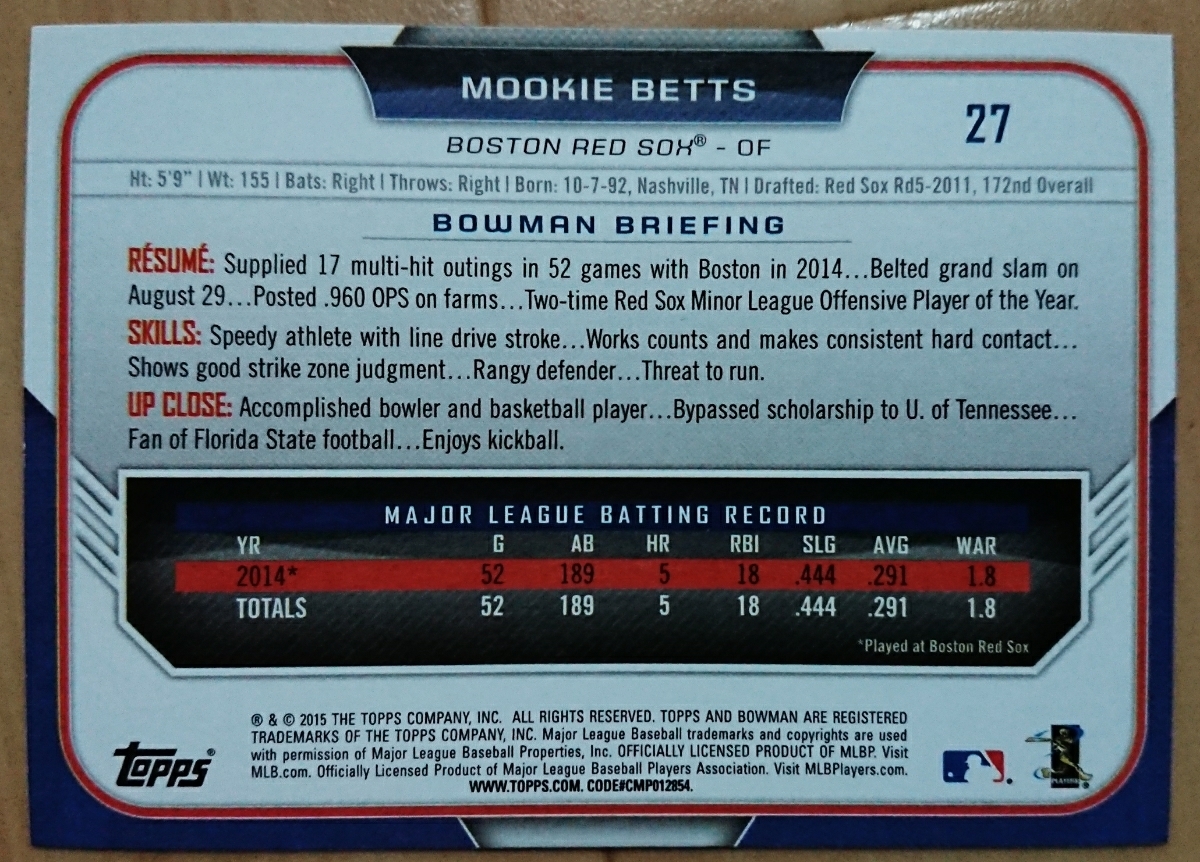 MOOKIE BETTS
27
BOSTON RED SOX® - OF
Ht: 5'9" | Wt: 155 | Bats: Right | Throws: Right | Born: 10-7-92, Nashville, TN | Drafted: Red Sox Rd5-2011, 172nd Overall
BOWMAN BRIEFING
RÉSUMÉ: Supplied 17 multi-hit outings in 52 games with Boston in 2014...Belted grand slam on
August 29...Posted .960 OPS on farms...Two-time Red Sox Minor League Offensive Player of the Year.
SKILLS: Speedy athlete with line drive stroke...Works counts and makes consistent hard contact...
Shows good strike zone judgment...Rangy defender...Threat to run.
UP CLOSE: Accomplished bowler and basketball player...Bypassed scholarship to U. of Tennessee...
Fan of Florida State football...Enjoys kickball.
MAJOR LEAGUE BATTING RECORD
YR G AB HR RBI SLG AVG WAR
2014* 52 189 5 18 .444 .291 1.8
TOTALS 52 189 5 18 .444 .291 1.8
*Played at Boston Red Sox
® & © 2015 THE TOPPS COMPANY, INC. ALL RIGHTS RESERVED. TOPPS AND BOWMAN ARE REGISTERED
TRADEMARKS OF THE TOPPS COMPANY, INC. Major League Baseball trademarks and copyrights are used
with permission of Major League Baseball Properties, Inc. OFFICIALLY LICENSED PRODUCT OF MLBP. Visit
MLB.com. Officially Licensed Product of Major League Baseball Players Association. Visit MLBPlayers.com.
WWW.TOPPS.COM. CODE#CMP012854.
Topps®
PLAYERS®